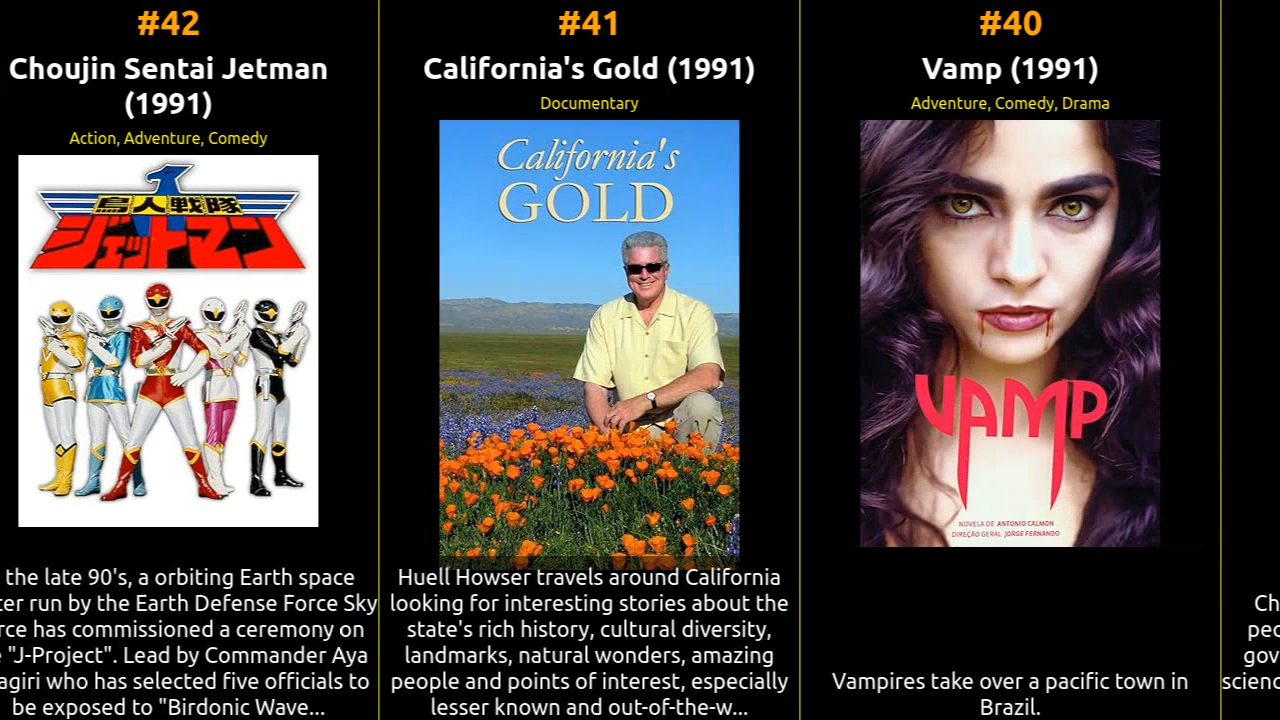 #42
Choujin Sentai Jetman
(1991)
Action, Adventure, Comedy
鳥人戦隊
ジェットマン
the late 90's, a orbiting Earth space
ter run by the Earth Defense Force Sky
rce has commissioned a ceremony on
"J-Project". Lead by Commander Aya
agiri who has selected five officials to
be exposed to "Birdonic Wave...
#41
California's Gold (1991)
Documentary
California's
GOLD
Huell Howser travels around California
looking for interesting stories about the
state's rich history, cultural diversity,
landmarks, natural wonders, amazing
people and points of interest, especially
lesser known and out-of-the-w...
#40
Vamp (1991)
Adventure, Comedy, Drama
VAMP
NOVELA DE ANTONIO CALMON
DIREÇÃO GERAL JORGE FERNANDO
Vampires take over a pacific town in
Brazil.
Ch
peo
gov
scienc